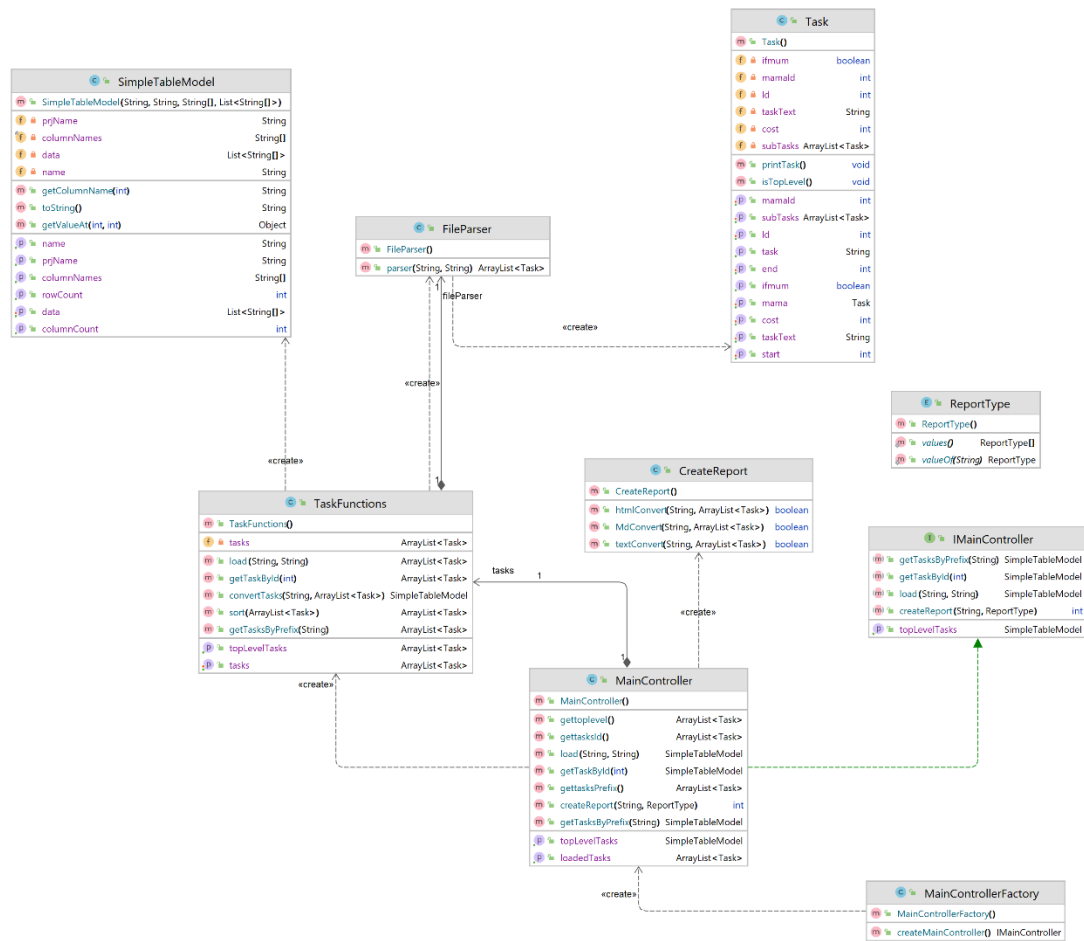 Task
Task()
ifmum boolean
mamaId int
Id int
taskText String
cost int
subTasks ArrayList<Task>
printTask() void
isTopLevel() void
mamaId int
subTasks ArrayList<Task>
Id int
task String
end int
ifmum boolean
mama Task
cost int
taskText String
start int
SimpleTableModel
SimpleTableModel(String, String, String[], List<String[]>)
prjName String
columnNames String[]
data List<String[]>
name String
getColumnName(int) String
toString() String
getValueAt(int, int) Object
name String
prjName String
columnNames String[]
rowCount int
data List<String[]>
columnCount int
FileParser
FileParser()
parser(String, String) ArrayList<Task>
1
fileParser
«create»
«create»
«create»
1
ReportType
ReportType()
values() ReportType[]
valueOf(String) ReportType
CreateReport
CreateReport()
htmlConvert(String, ArrayList<Task>) boolean
MdConvert(String, ArrayList<Task>) boolean
textConvert(String, ArrayList<Task>) boolean
TaskFunctions
TaskFunctions()
tasks ArrayList<Task>
load(String, String) ArrayList<Task>
getTaskById(int) ArrayList<Task>
convertTasks(String, ArrayList<Task>) SimpleTableModel
sort(ArrayList<Task>) ArrayList<Task>
getTasksByPrefix(String) ArrayList<Task>
topLevelTasks ArrayList<Task>
tasks ArrayList<Task>
IMainController
getTasksByPrefix(String) SimpleTableModel
getTaskById(int) SimpleTableModel
load(String, String) SimpleTableModel
createReport(String, ReportType) int
topLevelTasks SimpleTableModel
tasks
1
«create»
1
«create»
MainController
MainController()
gettoplevel() ArrayList<Task>
gettasksId() ArrayList<Task>
load(String, String) SimpleTableModel
getTaskById(int) SimpleTableModel
gettasksPrefix() ArrayList<Task>
createReport(String, ReportType) int
getTasksByPrefix(String) SimpleTableModel
topLevelTasks SimpleTableModel
loadedTasks ArrayList<Task>
«create»
MainControllerFactory
MainControllerFactory()
createMainController() IMainController